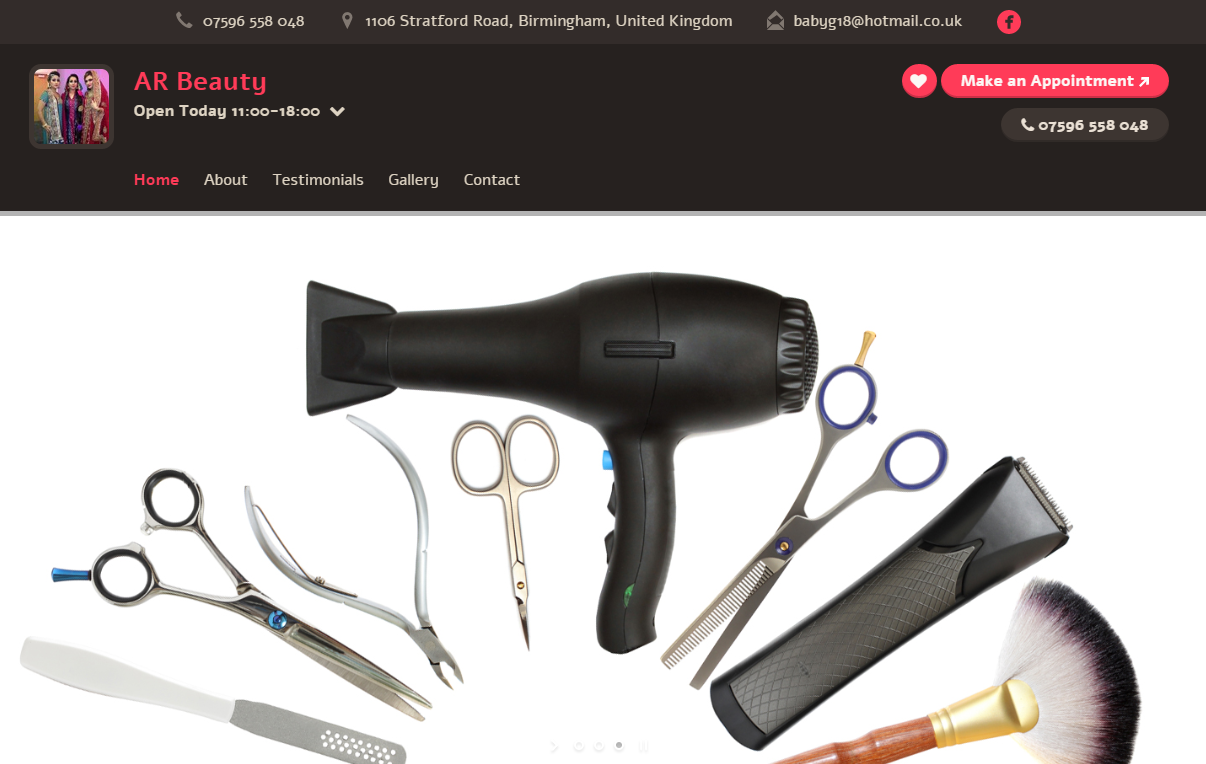 07596 558 048
1106 Stratford Road, Birmingham, United Kingdom
babyg18@hotmail.co.uk
AR Beauty
Make an Appointment
Open Today 11:00-18:00
07596 558 048
Home
About
Testimonials
Gallery
Contact